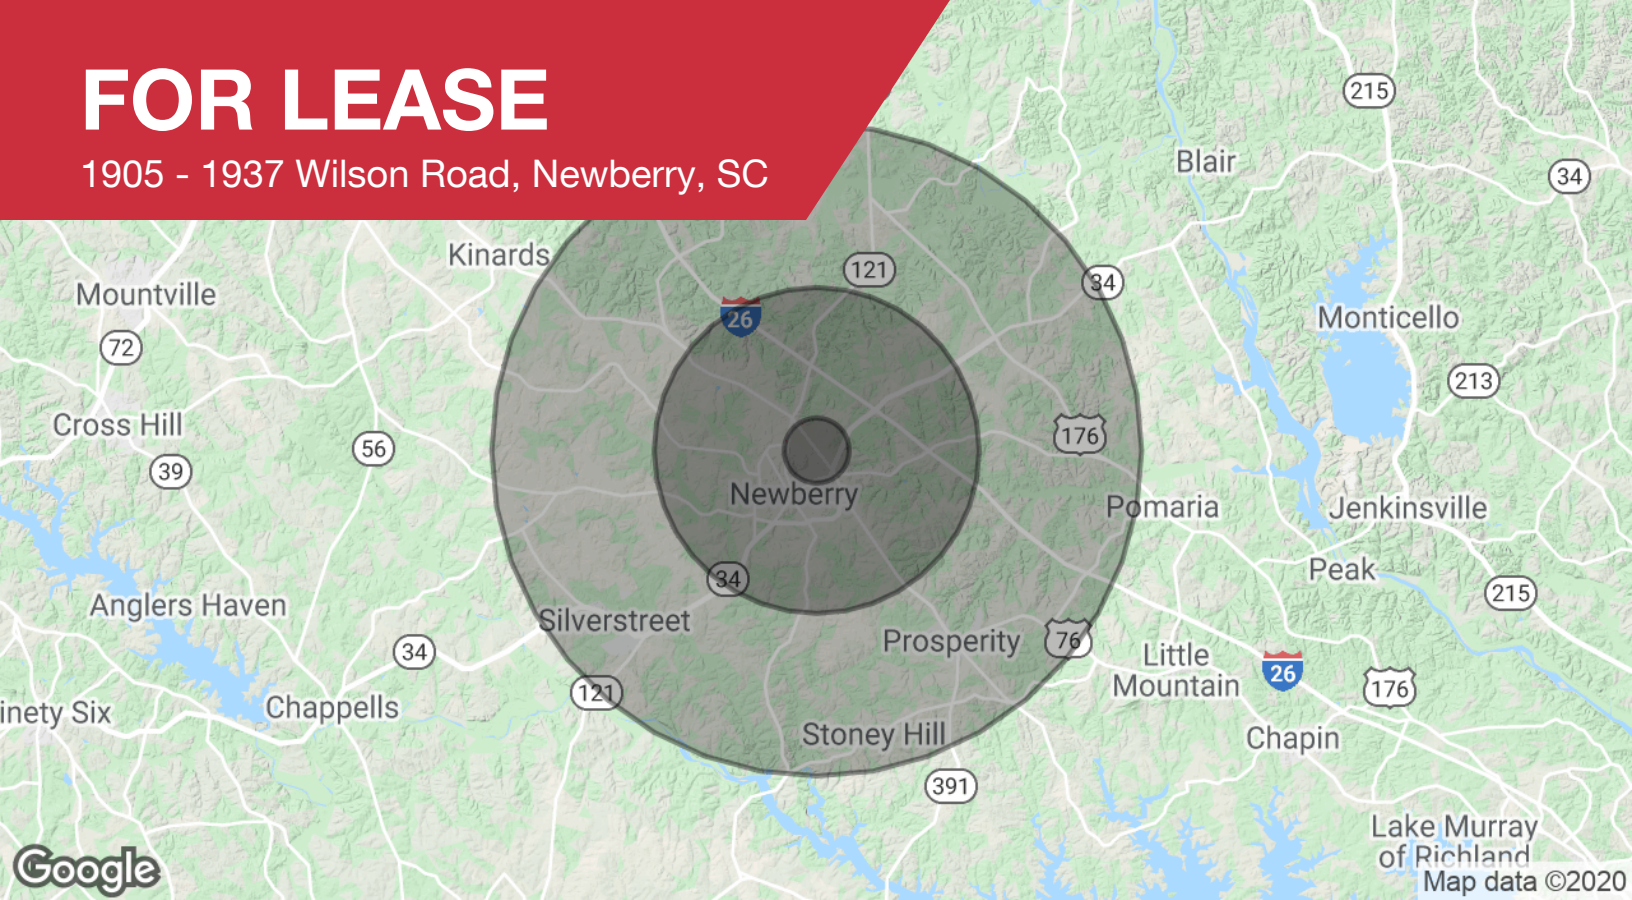 FOR LEASE
1905 - 1937 Wilson Road, Newberry, SC
215
Blair
34
Kinards
121
34
Mountville
26
Monticello
72
213
Cross Hill
176
56
39
Newberry
Pomaria
Jenkinsville
Peak
34
215
Anglers Haven
Silverstreet
Prosperity
76
34
Little
Mountain
26
176
121
Chappells
inety Six
Stoney Hill
Chapin
391
Lake Murray
of Richland
Google
Map data ©2020